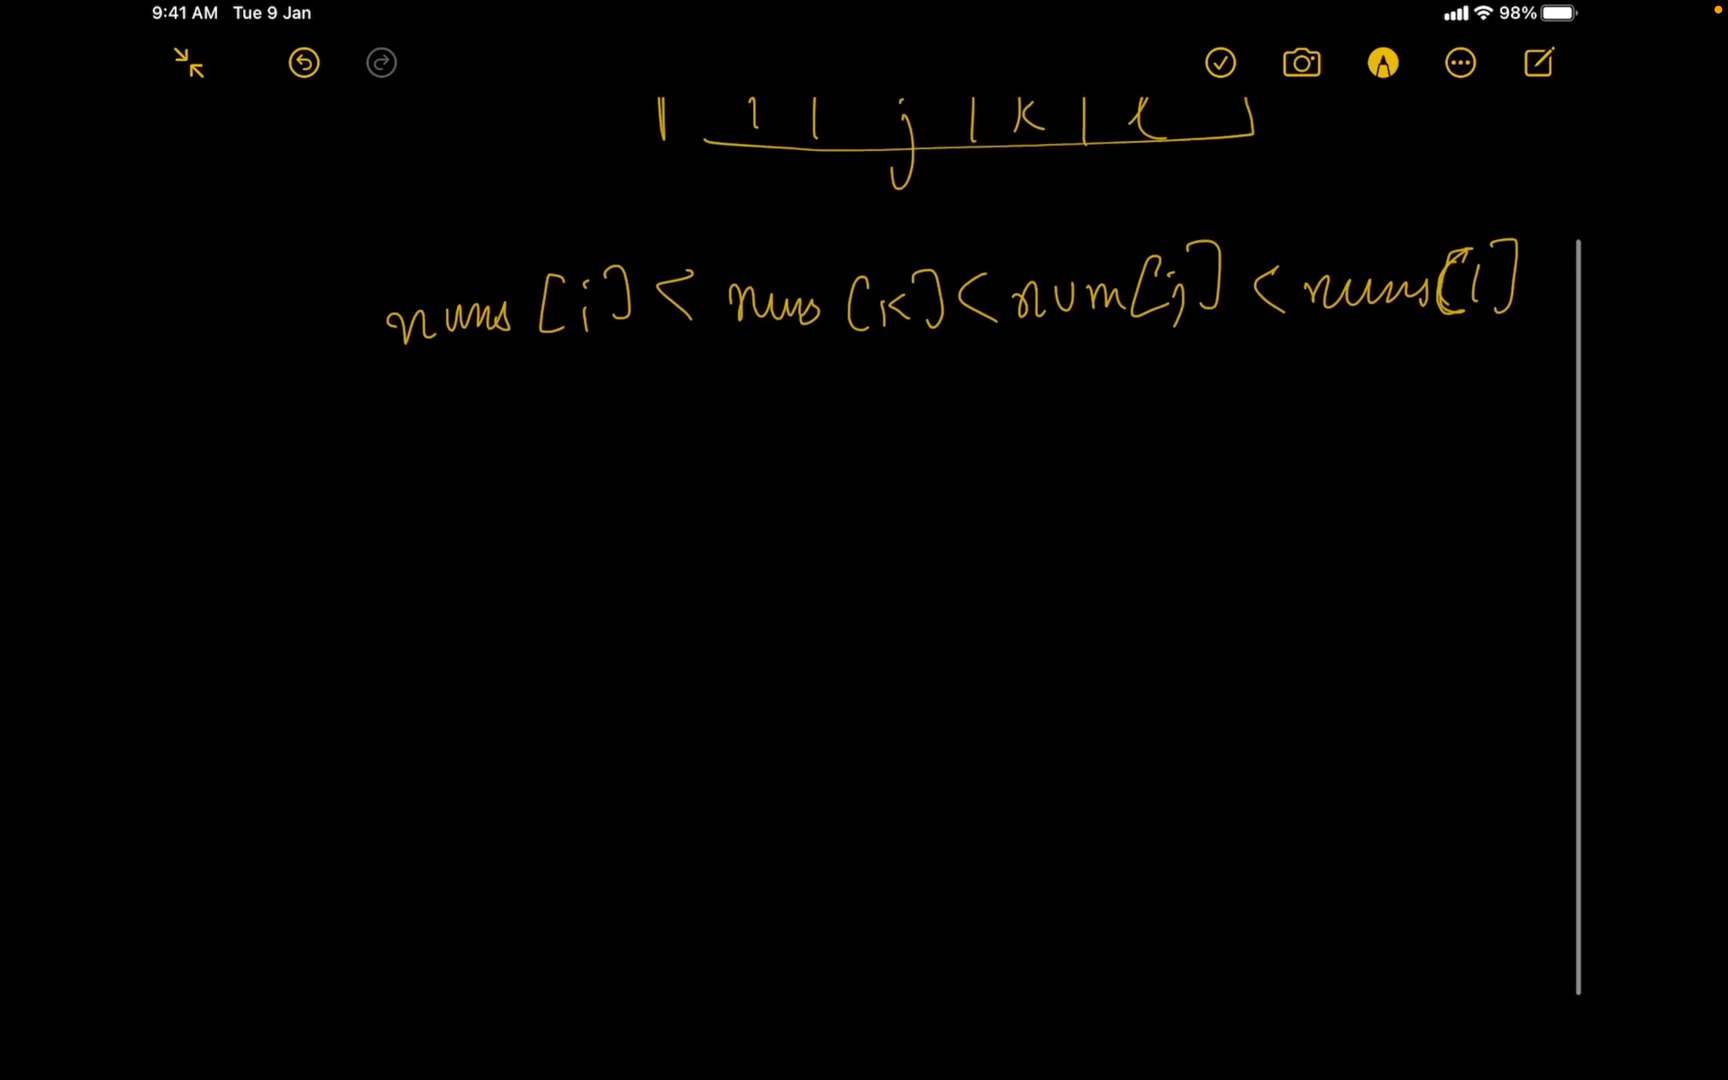 9:41 AM Tue 9 Jan 98%
| i | j | k | l
nums [i] < nums [k] < num[j] < nums[l]